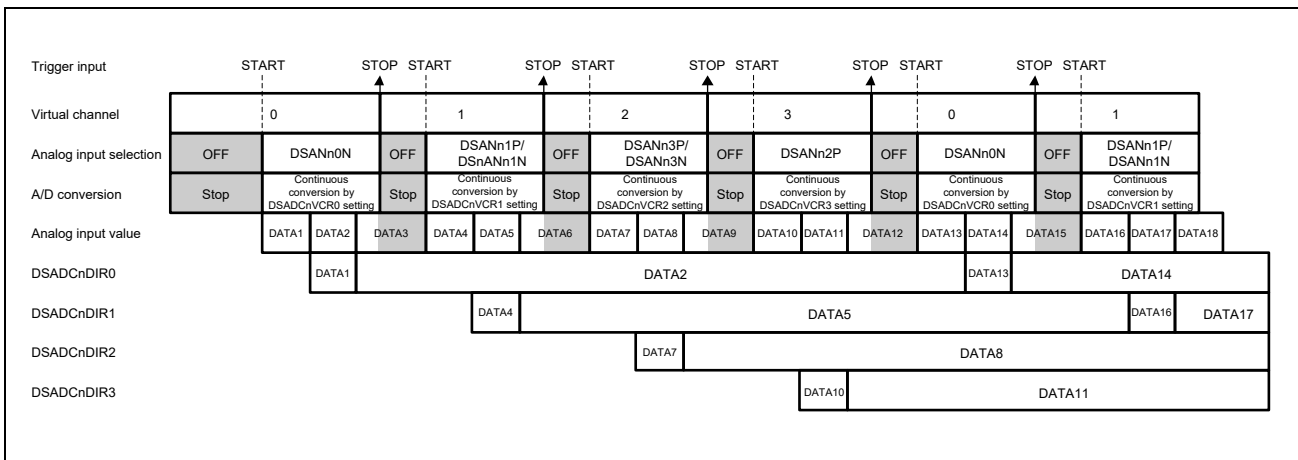 Trigger input START STOP START STOP START STOP START STOP START STOP START
Virtual channel 0 1 2 3 0 1
Analog input selection OFF DSANn0N OFF DSANn1P/ DSnANn1N OFF DSANn3P/ DSANn3N OFF DSANn2P OFF DSANn0N OFF DSANn1P/ DSANn1N
A/D conversion Stop Continuous conversion by DSADCnVCR0 setting Stop Continuous conversion by DSADCnVCR1 setting Stop Continuous conversion by DSADCnVCR2 setting Stop Continuous conversion by DSADCnVCR3 setting Stop Continuous conversion by DSADCnVCR0 setting Stop Continuous conversion by DSADCnVCR1 setting
Analog input value DATA1 DATA2 DATA3 DATA4 DATA5 DATA6 DATA7 DATA8 DATA9 DATA10 DATA11 DATA12 DATA13 DATA14 DATA15 DATA16 DATA17 DATA18
DSADCnDIR0 DATA1 DATA2 DATA13 DATA14
DSADCnDIR1 DATA4 DATA5 DATA16 DATA17
DSADCnDIR2 DATA7 DATA8
DSADCnDIR3 DATA10 DATA11